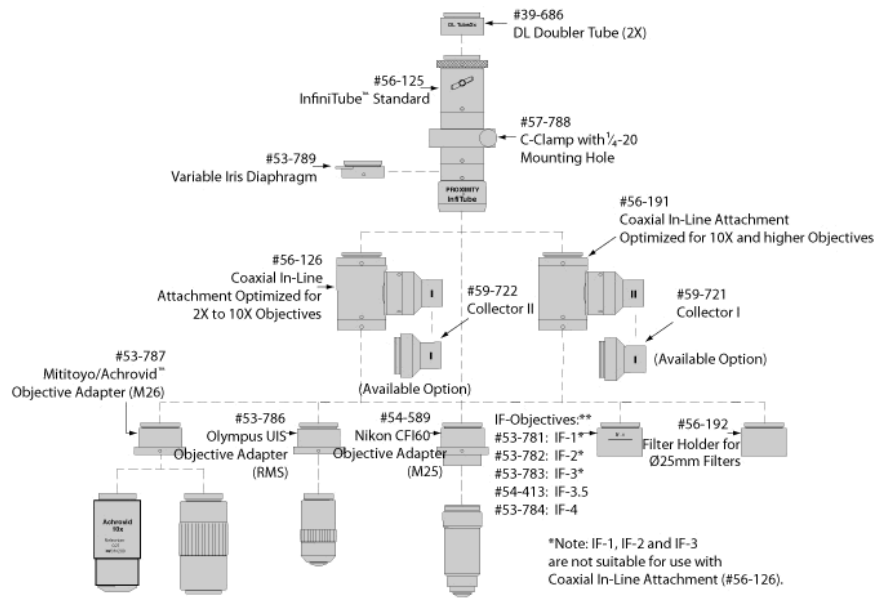 #39-686
DL Doubler Tube (2X)
DL Tube2x
#56-125
InfiniTube™ Standard
#57-788
C-Clamp with ¼-20
Mounting Hole
#53-789
Variable Iris Diaphragm
PROXIMITY
InfiTube
#56-191
Coaxial In-Line Attachment
Optimized for 10X and higher Objectives
#56-126
Coaxial In-Line
Attachment Optimized for
2X to 10X Objectives
I
#59-722
Collector II
I
(Available Option)
II
#59-721
Collector I
I
(Available Option)
#53-787
Mititoyo/Achrovid™
Objective Adapter (M26)
#53-786
Olympus UIS
Objective Adapter
(RMS)
#54-589
Nikon CFI60
Objective Adapter
(M25)
IF-Objectives:**
#53-781: IF-1*
#53-782: IF-2*
#53-783: IF-3*
#54-413: IF-3.5
#53-784: IF-4
#56-192
Filter Holder for
Ø25mm Filters
Achrovid
10x
*Note: IF-1, IF-2 and IF-3
are not suitable for use with
Coaxial In-Line Attachment (#56-126).